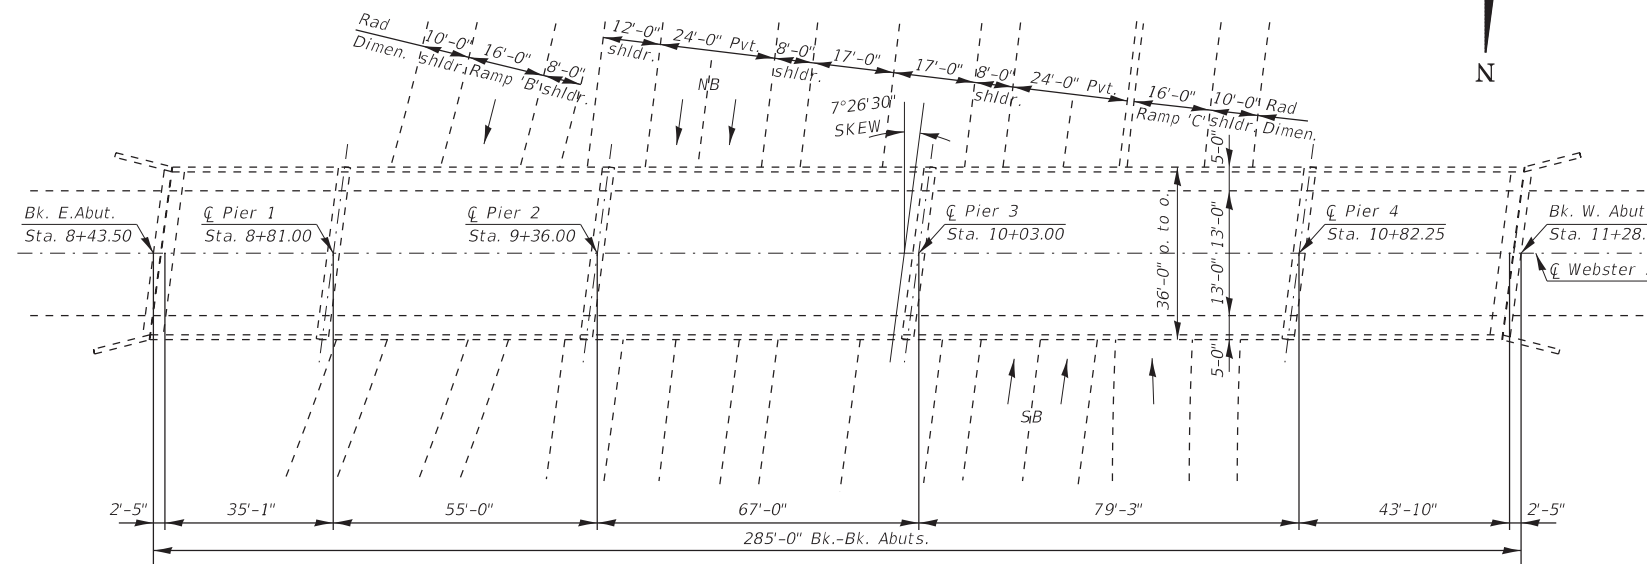 Rad
Dimen.
10'-0"
shldr.
16'-0"
Ramp 'B'
8'-0"
shldr.
12'-0"
shldr.
24'-0" Pvt.
8'-0"
shldr.
17'-0"
17'-0"
8'-0"
shldr.
24'-0" Pvt.
16'-0"
Ramp 'C'
10'-0"
shldr.
Rad
Dimen.
N
NB
7°26'30"
SKEW
5'-0"
Bk. E.Abut.
Sta. 8+43.50
℄ Pier 1
Sta. 8+81.00
℄ Pier 2
Sta. 9+36.00
℄ Pier 3
Sta. 10+03.00
36'-0" o. to o.
13'-0"
13'-0"
℄ Pier 4
Sta. 10+82.25
Bk. W. Abut
Sta. 11+28.
℄ Webster
5'-0"
SB
2'-5"
35'-1"
55'-0"
67'-0"
79'-3"
43'-10"
2'-5"
285'-0" Bk.-Bk. Abuts.